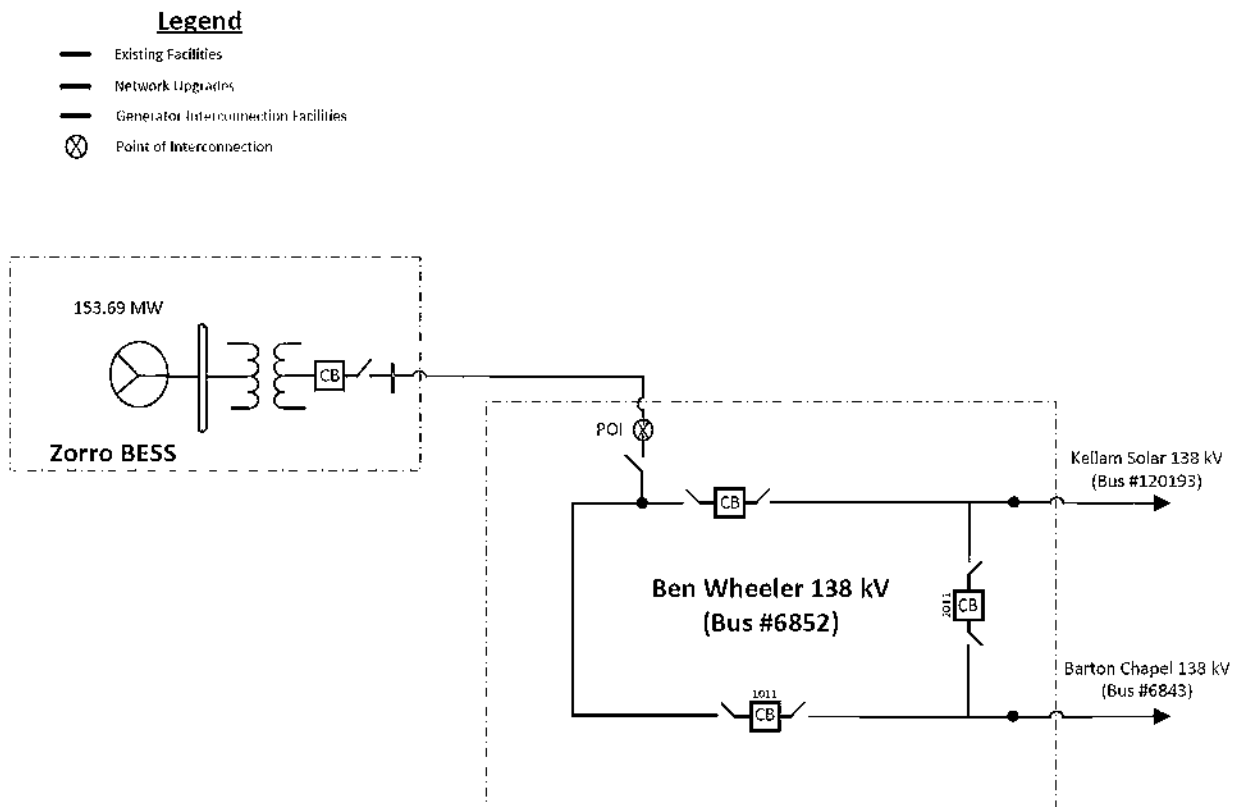 Legend
Existing Facilities
Network Upgrades
Generator Interconnection Facilities
Point of Interconnection
153.69 MW
CB
Zorro BESS
POI
CB
Kellam Solar 138 kV
(Bus #120193)
Ben Wheeler 138 kV
(Bus #6852)
2011
CB
1011
CB
Barton Chapel 138 kV
(Bus #6843)